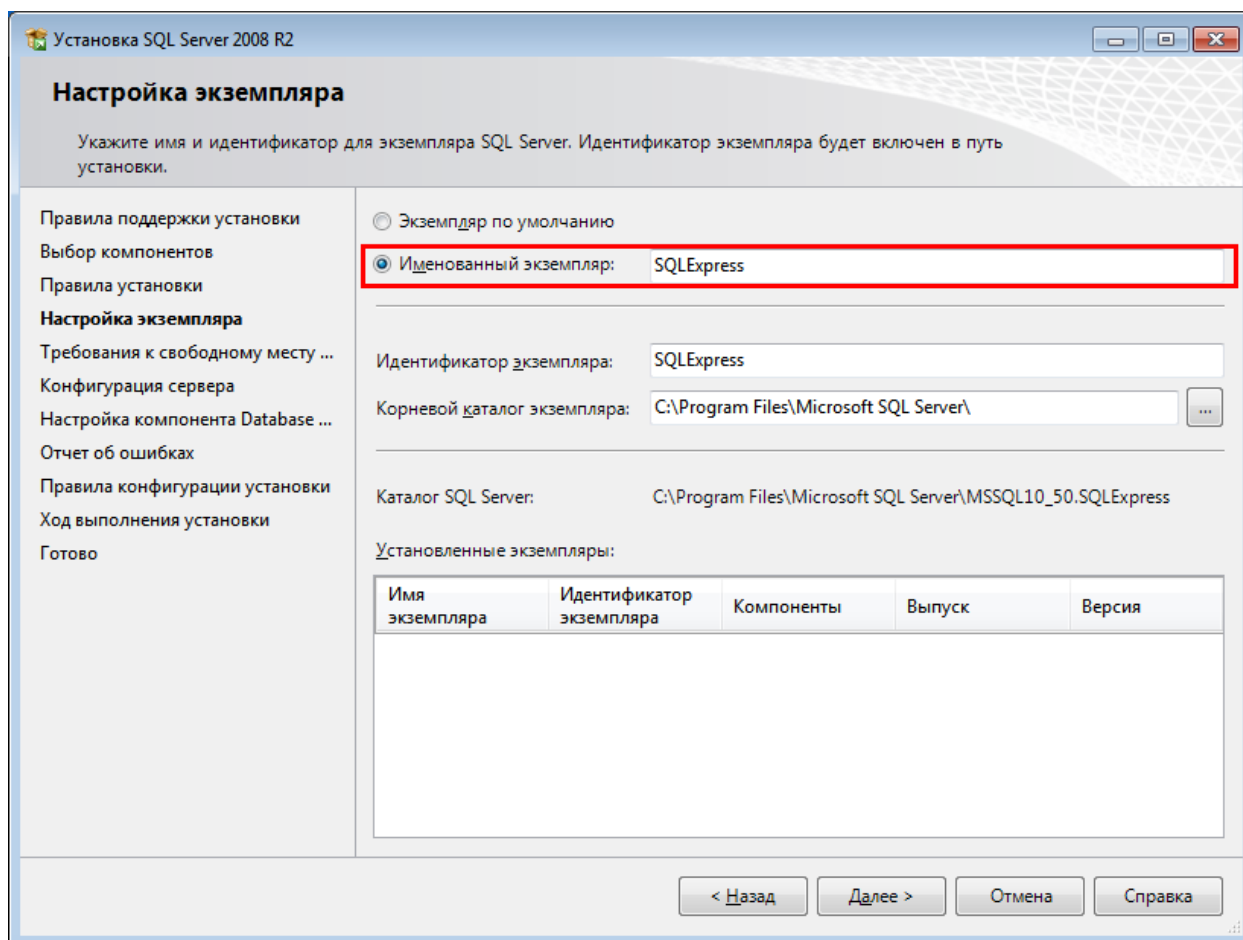 Установка SQL Server 2008 R2
Настройка экземпляра
Укажите имя и идентификатор для экземпляра SQL Server. Идентификатор экземпляра будет включен в путь
установки.
Правила поддержки установки
Выбор компонентов
Правила установки
Настройка экземпляра
Требования к свободному месту ...
Конфигурация сервера
Настройка компонента Database ...
Отчет об ошибках
Правила конфигурации установки
Ход выполнения установки
Готово
Экземпляр по умолчанию
Именованный экземпляр: SQLExpress
Идентификатор экземпляра: SQLExpress
Корневой каталог экземпляра: C:\Program Files\Microsoft SQL Server\ ...
Каталог SQL Server: C:\Program Files\Microsoft SQL Server\MSSQL10_50.SQLExpress
Установленные экземпляры:
Имя экземпляра Идентификатор экземпляра Компоненты Выпуск Версия
< Назад Далее > Отмена Справка